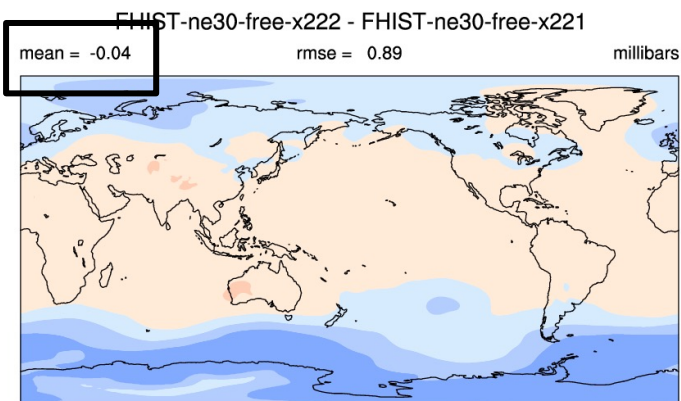 FHIST-ne30-free-x222 - FHIST-ne30-free-x221
mean = -0.04 rmse = 0.89 millibars